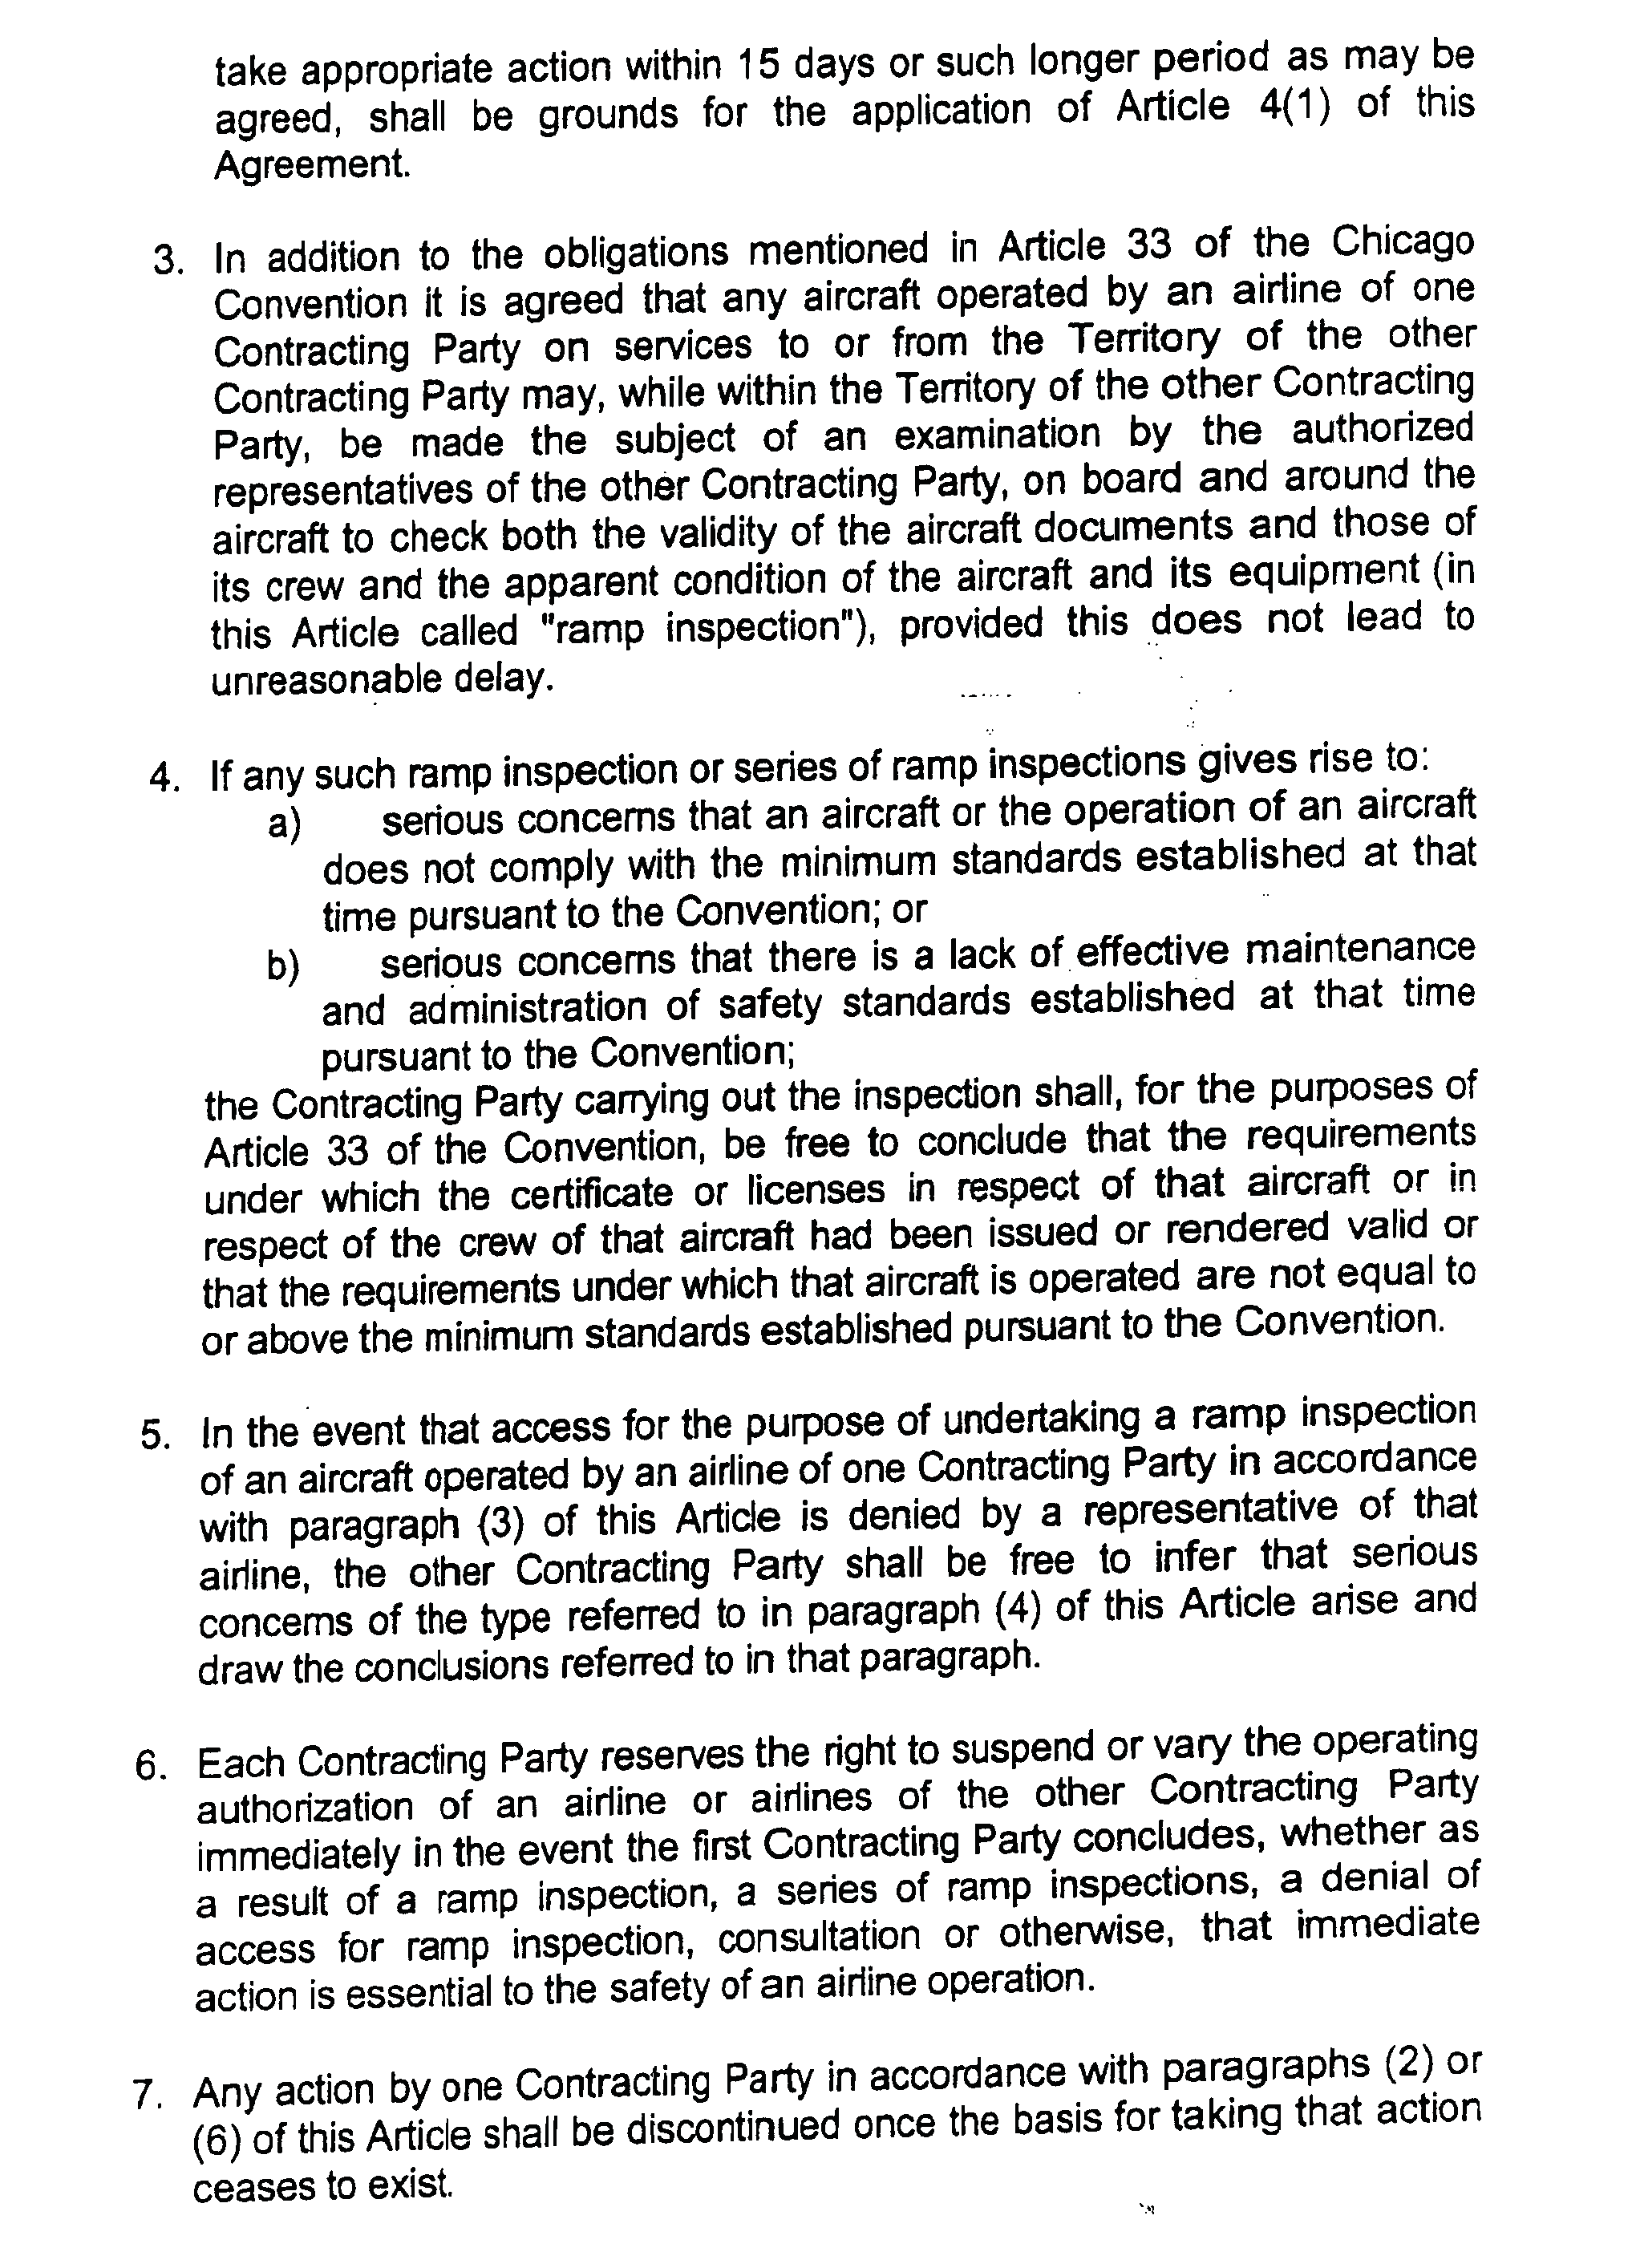 take appropriate action within 15 days or such longer period as may be
agreed, shall be grounds for the application of Article 4(1) of this
Agreement.
3. In addition to the obligations mentioned in Article 33 of the Chicago
Convention it is agreed that any aircraft operated by an airline of one
Contracting Party on services to or from the Territory of the other
Contracting Party may, while within the Territory of the other Contracting
Party, be made the subject of an examination by the authorized
representatives of the other Contracting Party, on board and around the
aircraft to check both the validity of the aircraft documents and those of
its crew and the apparent condition of the aircraft and its equipment (in
this Article called "ramp inspection"), provided this does not lead to
unreasonable delay.
4. If any such ramp inspection or series of ramp inspections gives rise to:
a) serious concerns that an aircraft or the operation of an aircraft
does not comply with the minimum standards established at that
time pursuant to the Convention; or
b) serious concerns that there is a lack of effective maintenance
and administration of safety standards established at that time
pursuant to the Convention;
the Contracting Party carrying out the inspection shall, for the purposes of
Article 33 of the Convention, be free to conclude that the requirements
under which the certificate or licenses in respect of that aircraft or in
respect of the crew of that aircraft had been issued or rendered valid or
that the requirements under which that aircraft is operated are not equal to
or above the minimum standards established pursuant to the Convention.
5. In the event that access for the purpose of undertaking a ramp inspection
of an aircraft operated by an airline of one Contracting Party in accordance
with paragraph (3) of this Article is denied by a representative of that
airline, the other Contracting Party shall be free to infer that serious
concerns of the type referred to in paragraph (4) of this Article arise and
draw the conclusions referred to in that paragraph.
6. Each Contracting Party reserves the right to suspend or vary the operating
authorization of an airline or airlines of the other Contracting Party
immediately in the event the first Contracting Party concludes, whether as
a result of a ramp inspection, a series of ramp inspections, a denial of
access for ramp inspection, consultation or otherwise, that immediate
action is essential to the safety of an airline operation.
7. Any action by one Contracting Party in accordance with paragraphs (2) or
(6) of this Article shall be discontinued once the basis for taking that action
ceases to exist.